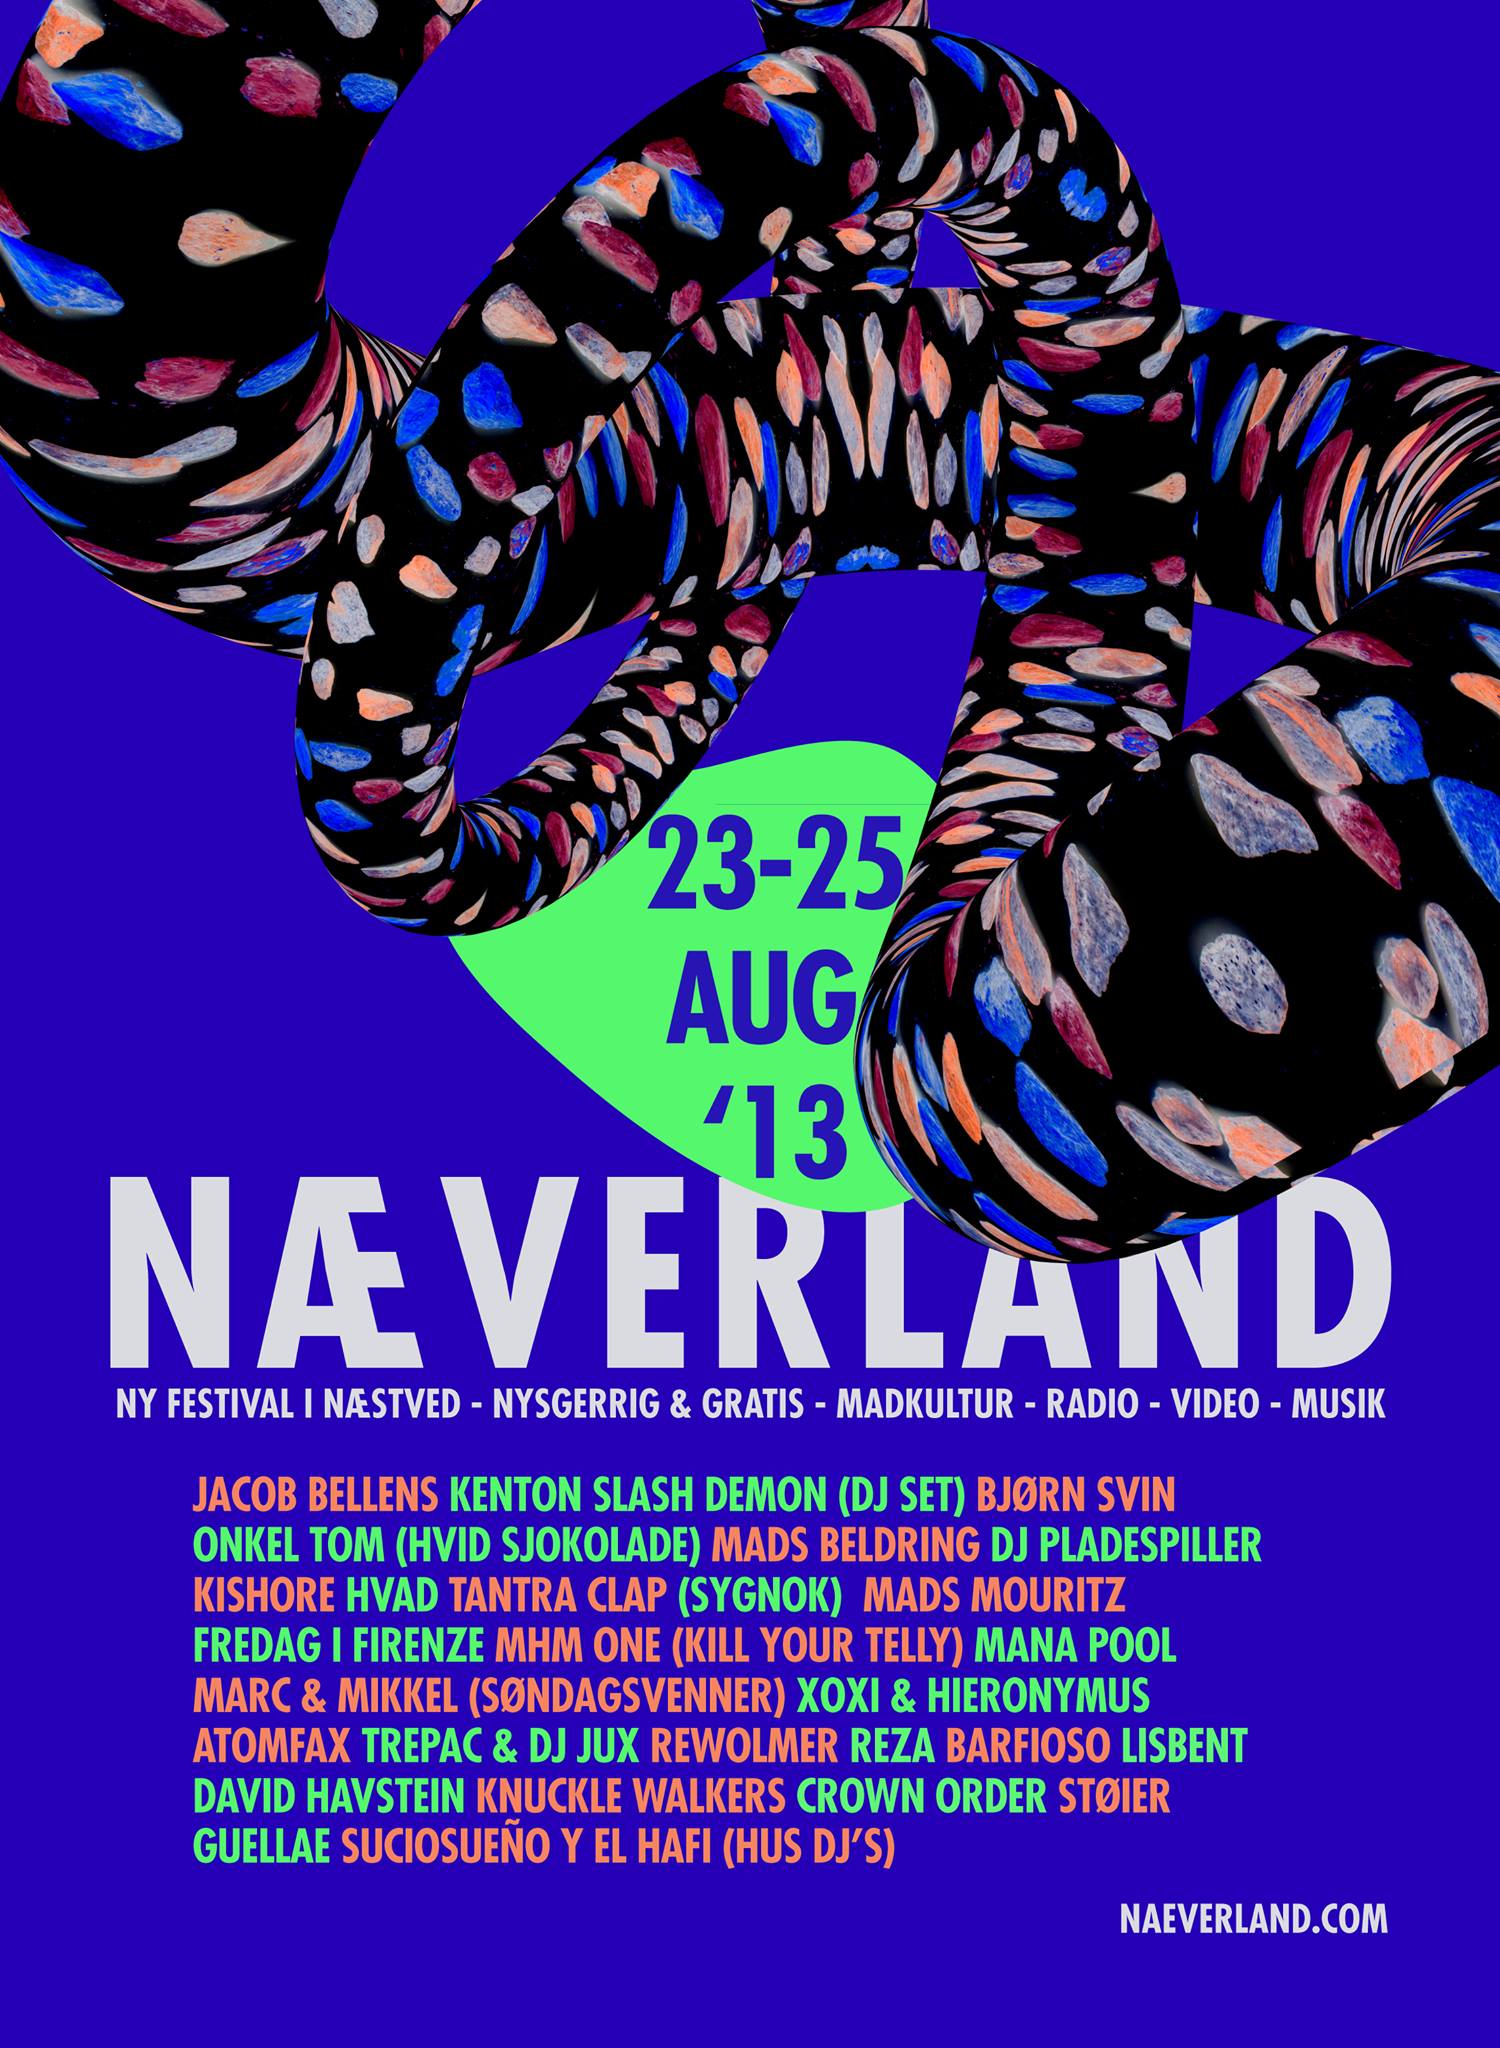 23-25
AUG
'13
NÆVERLAND
NY FESTIVAL I NÆSTVED - NYSGERRIG & GRATIS - MADKULTUR - RADIO - VIDEO - MUSIK
JACOB BELLENS KENTON SLASH DEMON (DJ SET) BJØRN SVIN
ONKEL TOM (HVID SJOKOLADE) MADS BELDRING DJ PLADESPILLER
KISHORE HVAD TANTRA CLAP (SYGNOK) MADS MOURITZ
FREDAG I FIRENZE MHM ONE (KILL YOUR TELLY) MANA POOL
MARC & MIKKEL (SØNDAGSVENNER) XOXI & HIERONYMUS
ATOMFAX TREPAC & DJ JUX REWOLMER REZA BARFIOSO LISBENT
DAVID HAVSTEIN KNUCKLE WALKERS CROWN ORDER STØIER
GUELLAE SUCIOSUEÑO Y EL HAFI (HUS DJ'S)
NAEVERLAND.COM